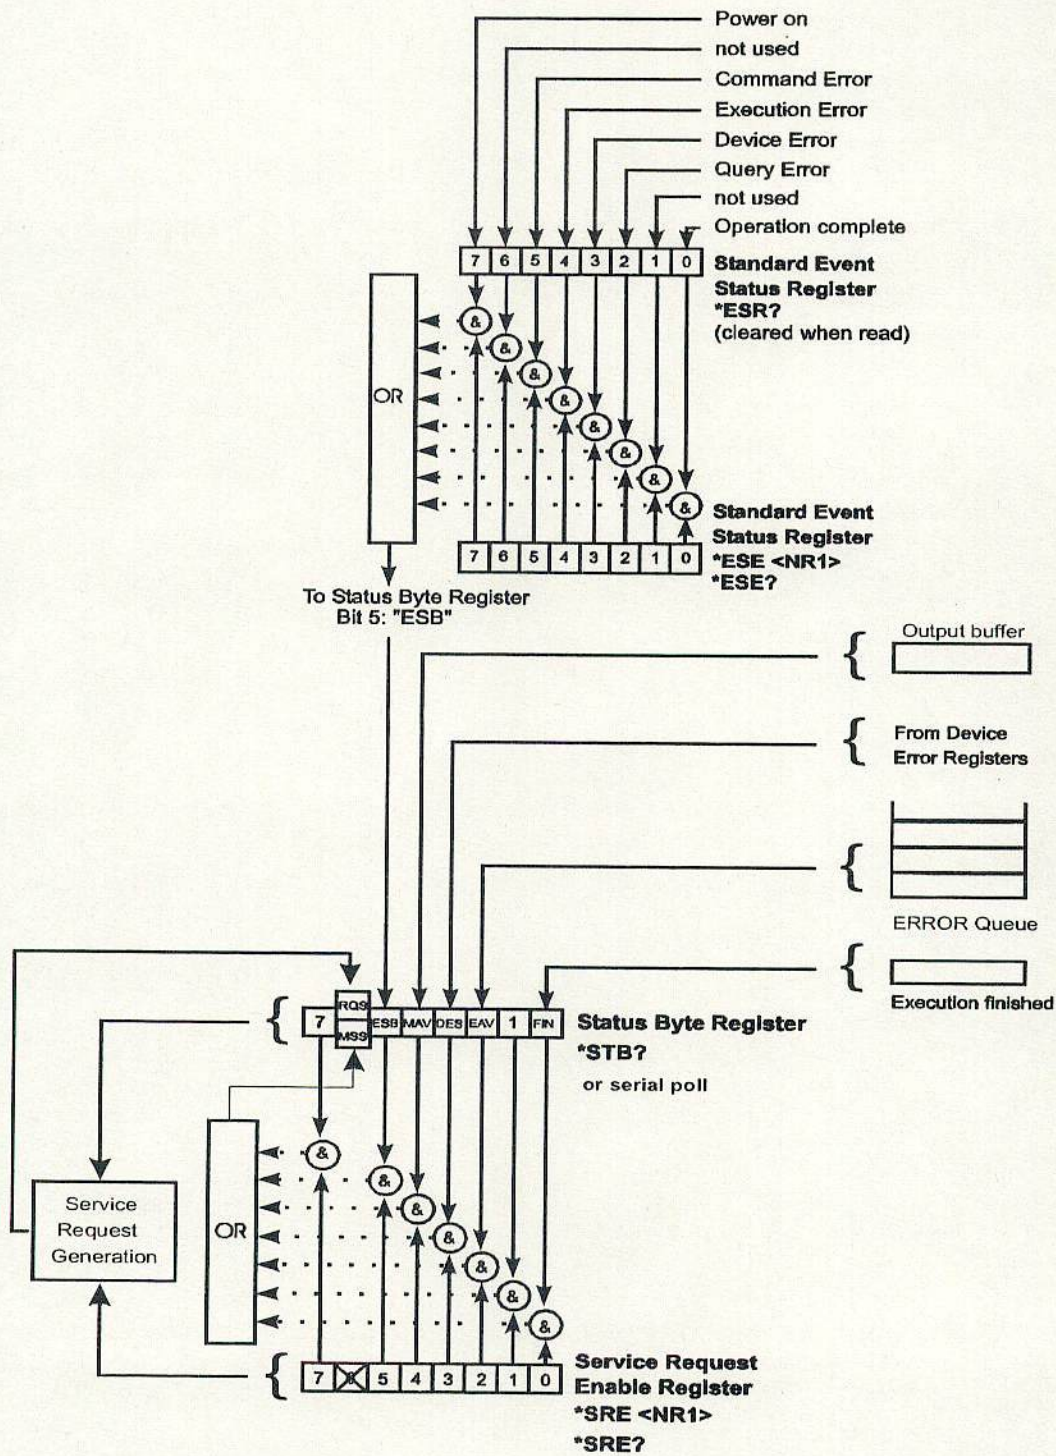 Power on
not used
Command Error
Execution Error
Device Error
Query Error
not used
Operation complete
7 6 5 4 3 2 1 0
Standard Event
Status Register
*ESR?
(cleared when read)
OR
&
&
&
&
&
&
&
&
Standard Event
Status Register
*ESE <NR1>
*ESE?
7 6 5 4 3 2 1 0
To Status Byte Register
Bit 5: "ESB"
Output buffer
From Device
Error Registers
ERROR Queue
Execution finished
7 RQS MSS ESB MAV DES EAV 1 FIN
Status Byte Register
*STB?
or serial poll
&
&
&
&
&
&
&
OR
Service
Request
Generation
7 6 5 4 3 2 1 0
Service Request
Enable Register
*SRE <NR1>
*SRE?